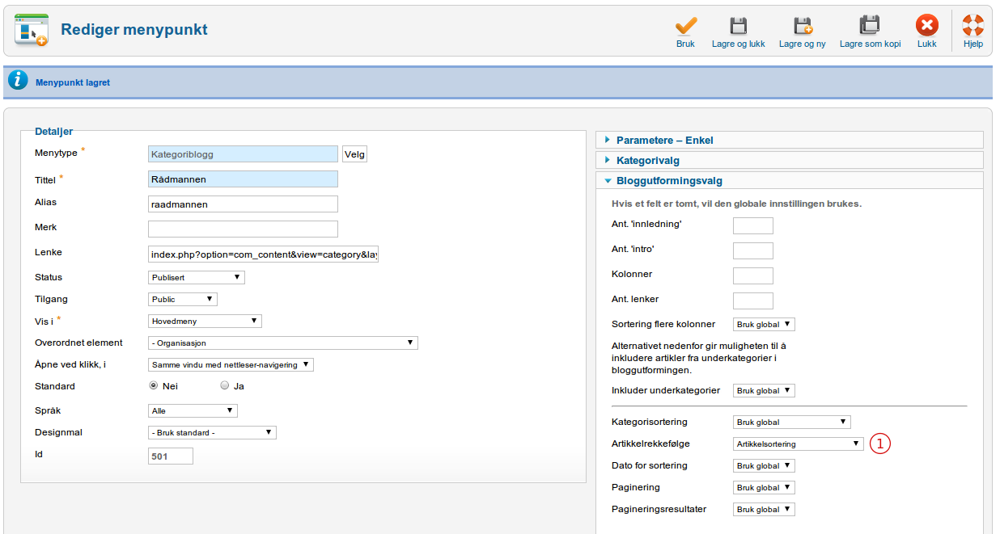 Rediger menypunkt
Bruk
Lagre og lukk
Lagre og ny
Lagre som kopi
Lukk
Hjelp
Menypunkt lagret
Detaljer
Menytype *
Kategoriblogg
Velg
Tittel *
Rådmannen
Alias
raadmannen
Merk
Lenke
index.php?option=com_content&view=category&lay
Status
Publisert
Tilgang
Public
Vis i *
Hovedmeny
Overordnet element
- Organisasjon
Åpne ved klikk, i
Samme vindu med nettleser-navigering
Standard
Nei
Ja
Språk
Alle
Designmal
- Bruk standard -
Id
501
Parametere – Enkel
Kategorivalg
Bloggutformingsvalg
Hvis et felt er tomt, vil den globale innstillingen brukes.
Ant. 'innledning'
Ant. 'intro'
Kolonner
Ant. lenker
Sortering flere kolonner
Bruk global
Alternativet nedenfor gir muligheten til å
inkludere artikler fra underkategorier i
bloggutformingen.
Inkluder underkategorier
Bruk global
Kategorisortering
Bruk global
Artikkelrekkefølge
Artikkelsortering
1
Dato for sortering
Bruk global
Paginering
Bruk global
Pagineringsresultater
Bruk global